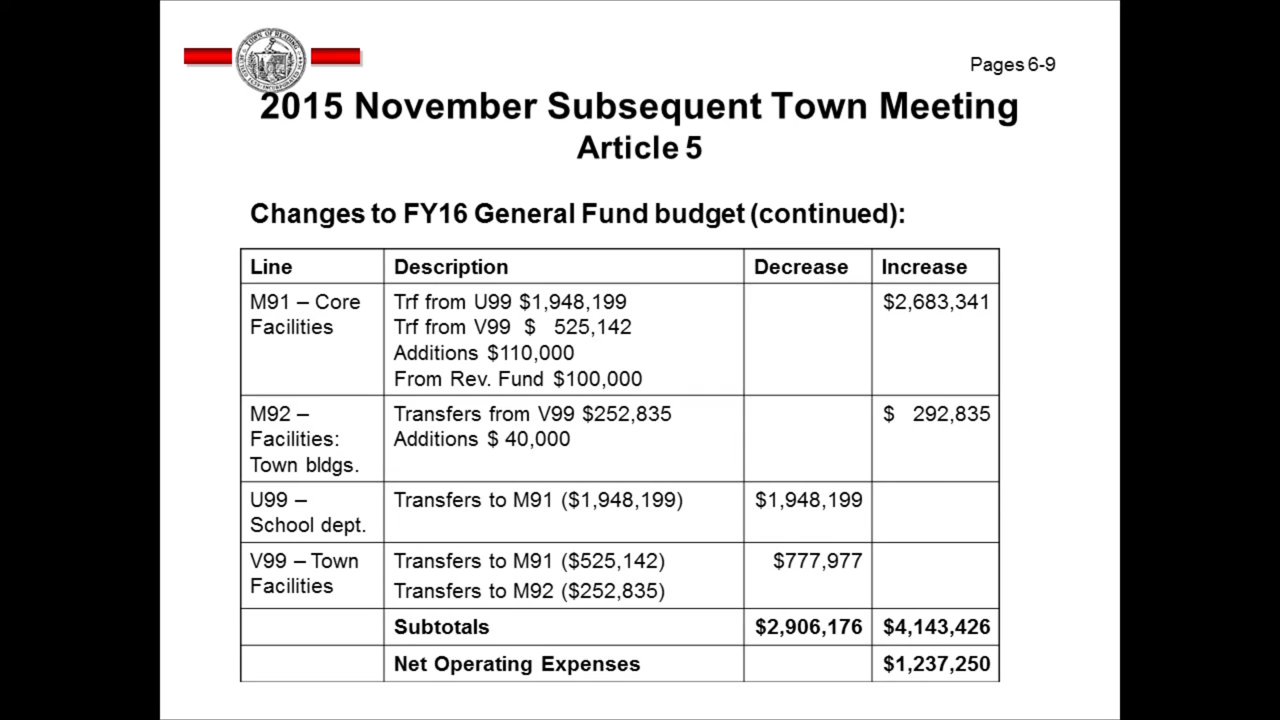 Pages 6-9
2015 November Subsequent Town Meeting
Article 5
Changes to FY16 General Fund budget (continued):
Line Description Decrease Increase
M91 – Core Trf from U99 $1,948,199 $2,683,341
Facilities Trf from V99 $ 525,142
Additions $110,000
From Rev. Fund $100,000
M92 – Transfers from V99 $252,835 $ 292,835
Facilities: Additions $ 40,000
Town bldgs.
U99 – Transfers to M91 ($1,948,199) $1,948,199
School dept.
V99 – Town Transfers to M91 ($525,142) $777,977
Facilities Transfers to M92 ($252,835)
Subtotals $2,906,176 $4,143,426
Net Operating Expenses $1,237,250